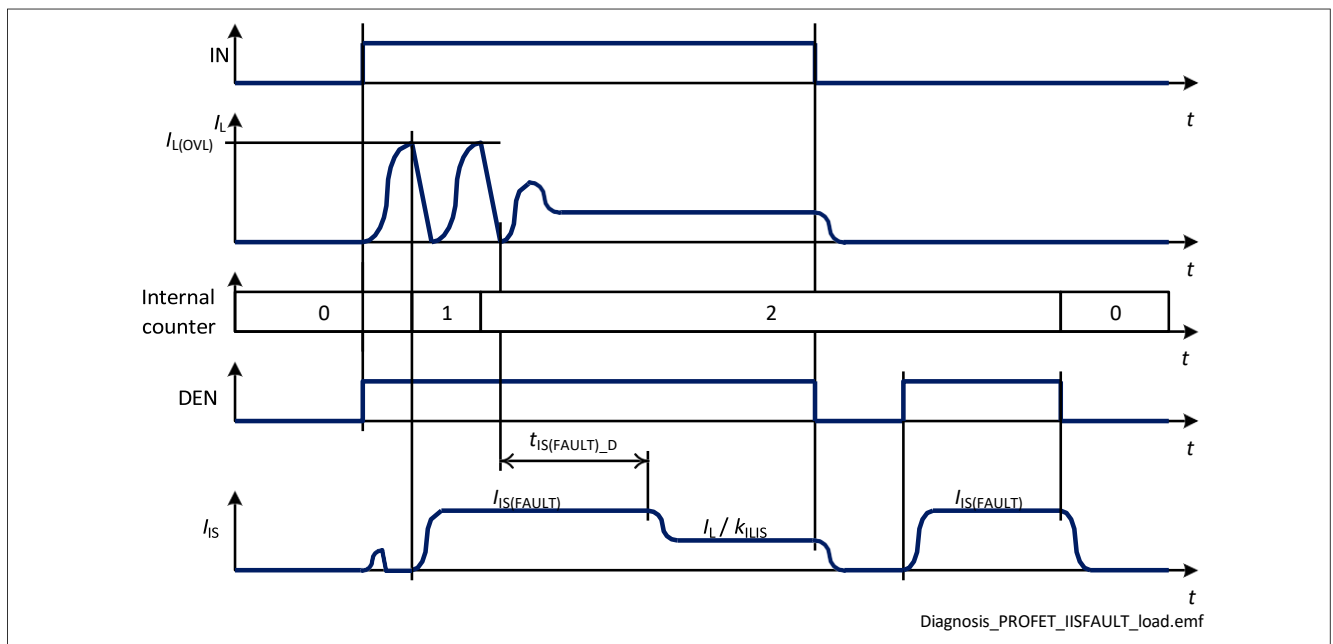 IN
t
I_L
I_L(OVL)
t
Internal
counter
0
1
2
0
t
DEN
t
t_IS(FAULT)_D
I_IS(FAULT)
I_IS(FAULT)
I_IS
I_L / k_ILIS
t
Diagnosis_PROFET_IISFAULT_load.emf